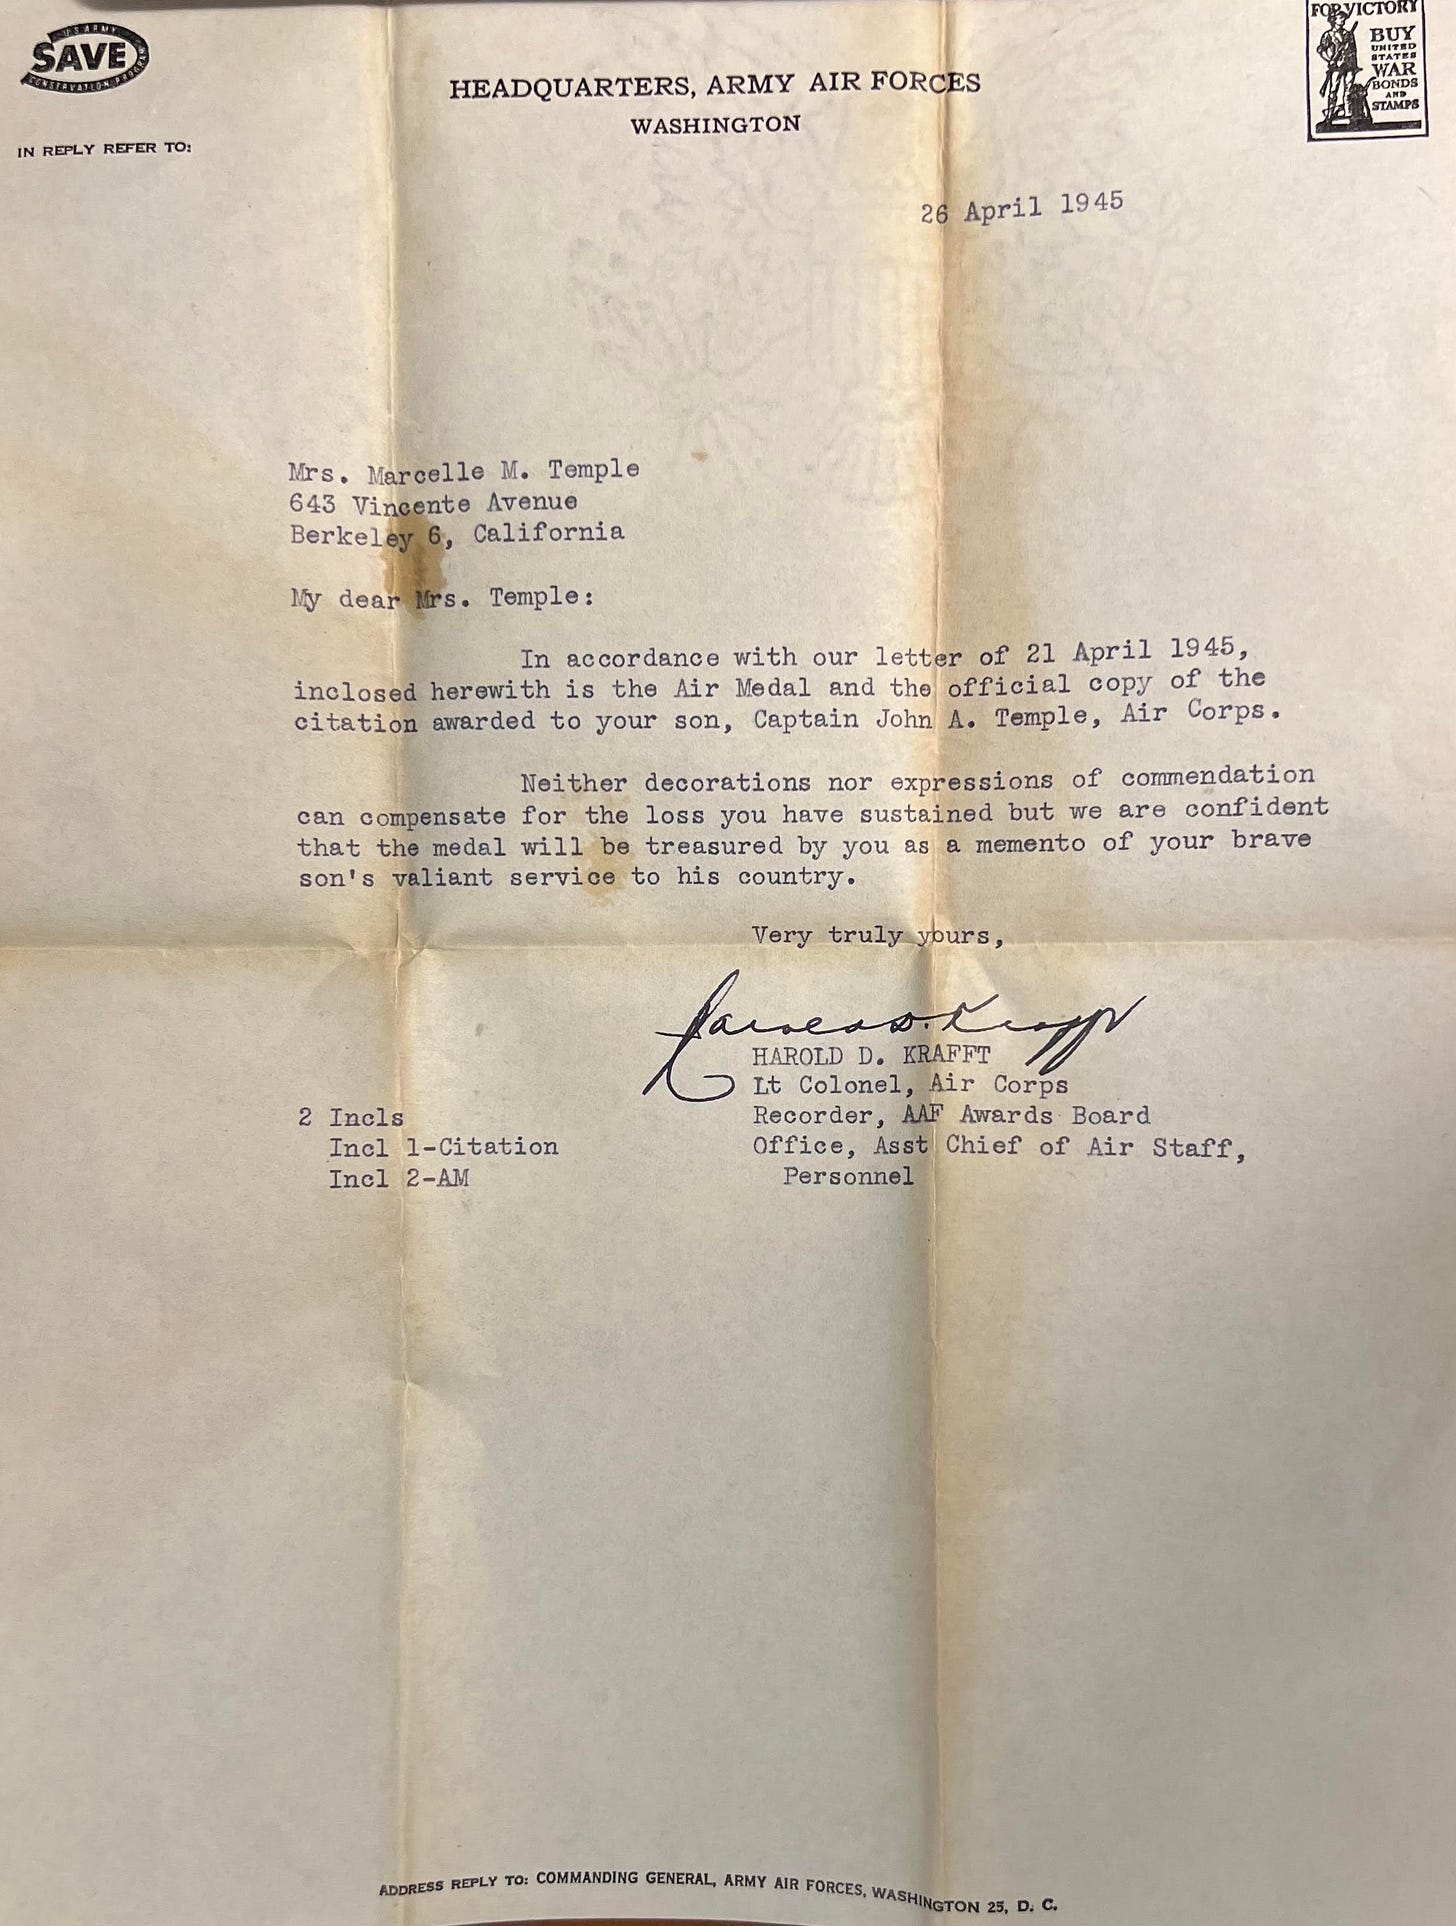 U.S. ARMY
SAVE
CONSERVATION PROGRAM
FOR VICTORY
BUY
UNITED
STATES
WAR
BONDS
AND
STAMPS
HEADQUARTERS, ARMY AIR FORCES
WASHINGTON
IN REPLY REFER TO:
26 April 1945
Mrs. Marcelle M. Temple
643 Vincente Avenue
Berkeley 6, California
My dear Mrs. Temple:
In accordance with our letter of 21 April 1945,
inclosed herewith is the Air Medal and the official copy of the
citation awarded to your son, Captain John A. Temple, Air Corps.
Neither decorations nor expressions of commendation
can compensate for the loss you have sustained but we are confident
that the medal will be treasured by you as a memento of your brave
son's valiant service to his country.
Very truly yours,
Harold D. Krafft
HAROLD D. KRAFFT
Lt Colonel, Air Corps
Recorder, AAF Awards Board
Office, Asst Chief of Air Staff,
Personnel
2 Incls
Incl 1-Citation
Incl 2-AM
ADDRESS REPLY TO: COMMANDING GENERAL, ARMY AIR FORCES, WASHINGTON 25, D. C.